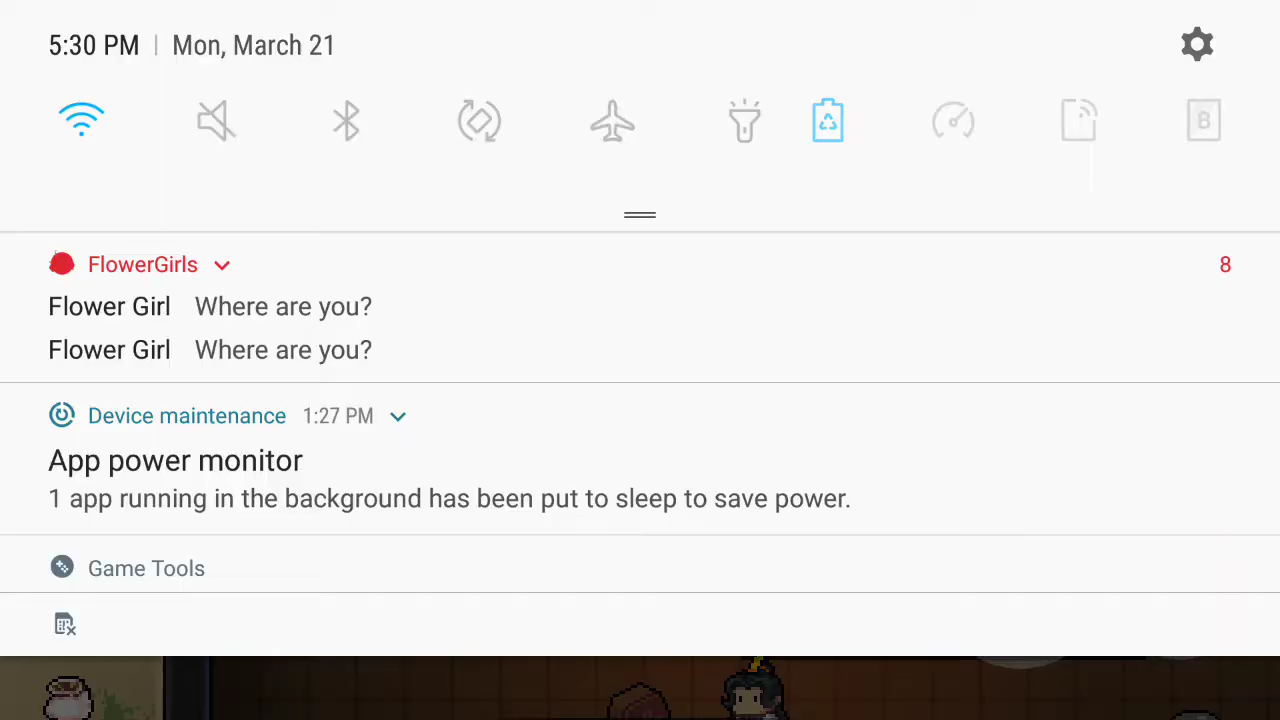 5:30 PM | Mon, March 21
B
FlowerGirls 8
Flower Girl Where are you?
Flower Girl Where are you?
Device maintenance 1:27 PM
App power monitor
1 app running in the background has been put to sleep to save power.
Game Tools